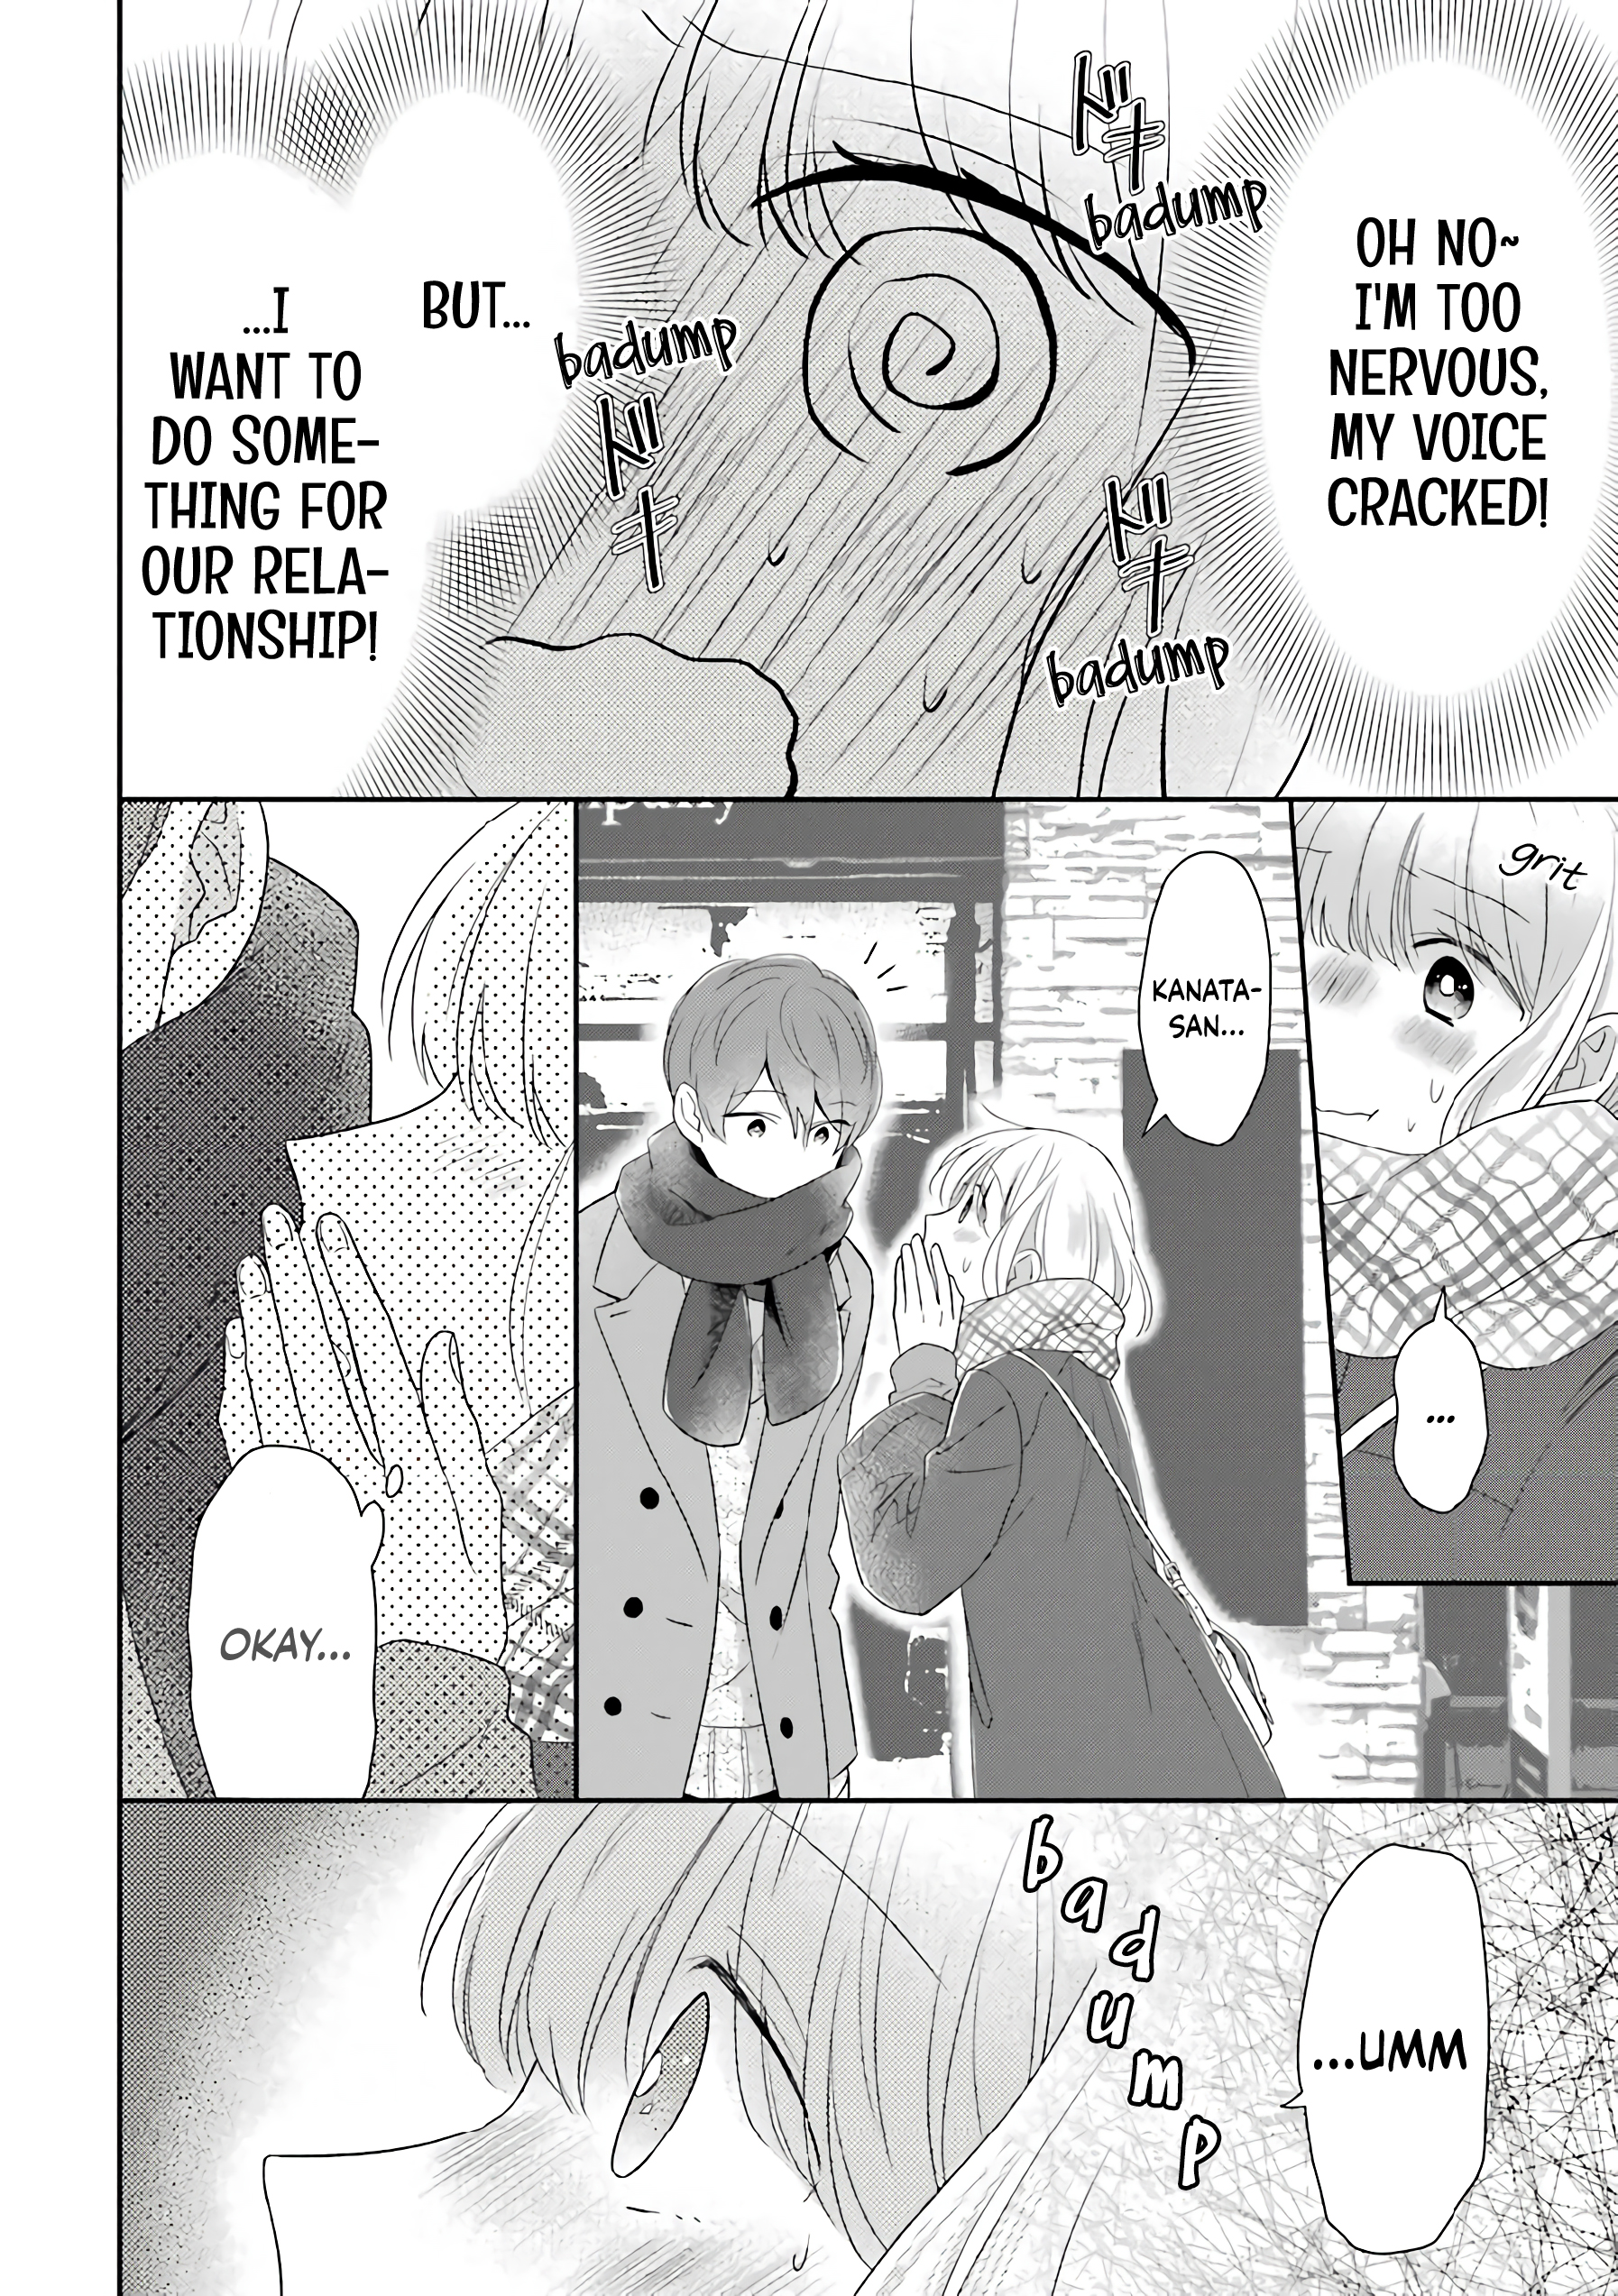 OH NO~
I'M TOO
NERVOUS,
MY VOICE
CRACKED!
ドキ
badump
ドキ
badump
badump
ドキ
BUT...
...I
WANT TO
DO SOME-
THING FOR
OUR RELA-
TIONSHIP!
grit
...
KANATA-
SAN...
OKAY...
...UMM
badump